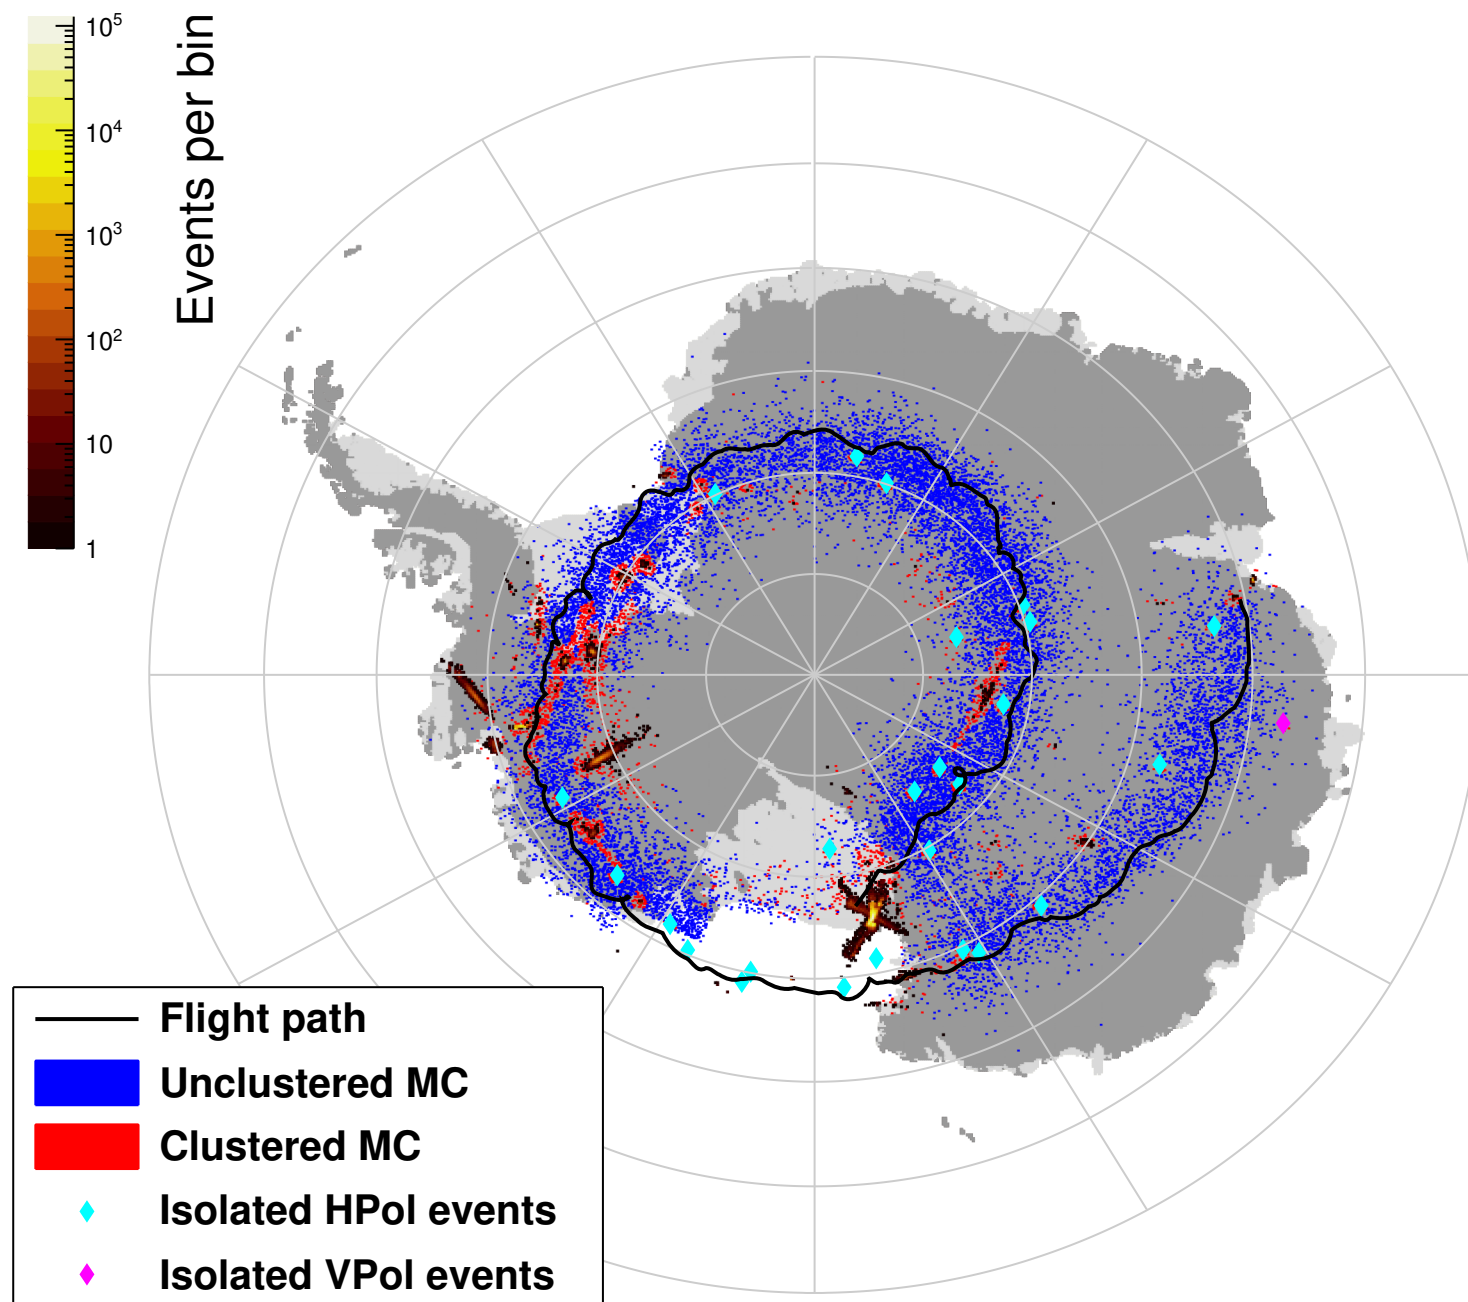 10^5
10^4
10^3
10^2
10
1
Events per bin
Flight path
Unclustered MC
Clustered MC
Isolated HPol events
Isolated VPol events